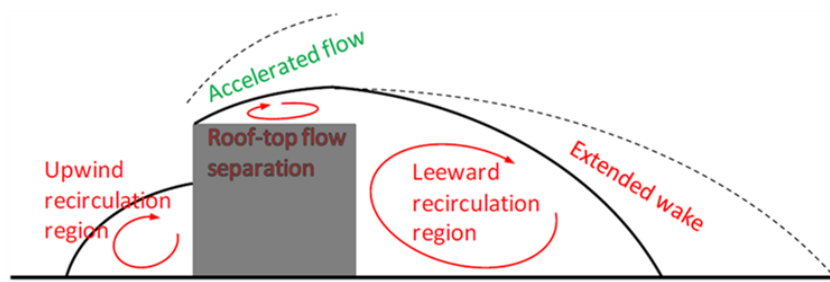 Accelerated flow
Roof-top flow
separation
Upwind
recirculation
region
Leeward
recirculation
region
Extended wake